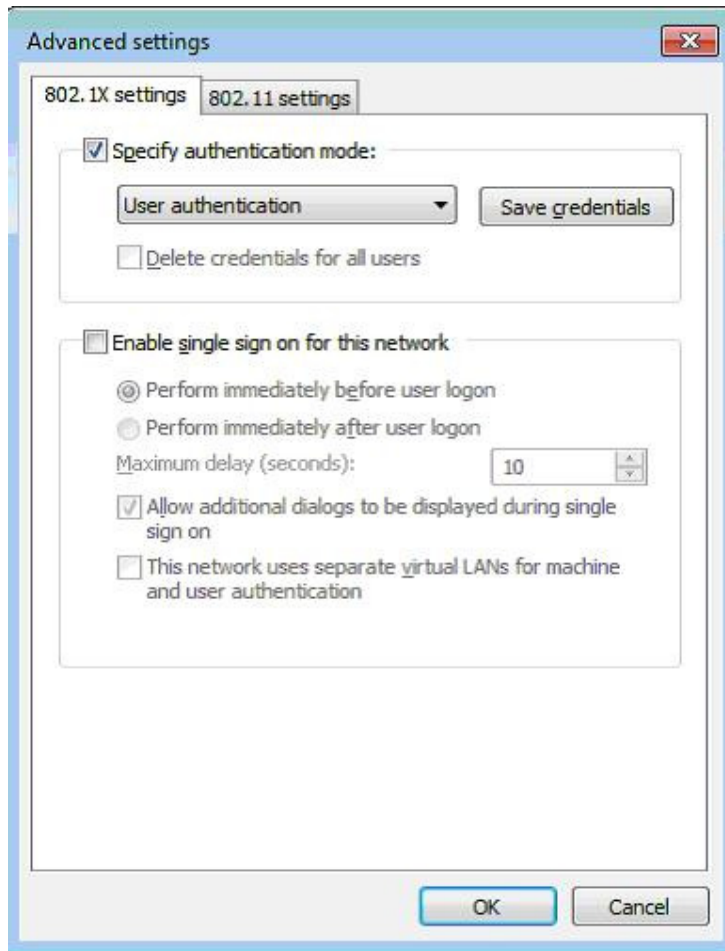 Advanced settings
802.1X settings 802.11 settings
Specify authentication mode:
User authentication Save credentials
Delete credentials for all users
Enable single sign on for this network
Perform immediately before user logon
Perform immediately after user logon
Maximum delay (seconds): 10
Allow additional dialogs to be displayed during single
sign on
This network uses separate virtual LANs for machine
and user authentication
OK Cancel